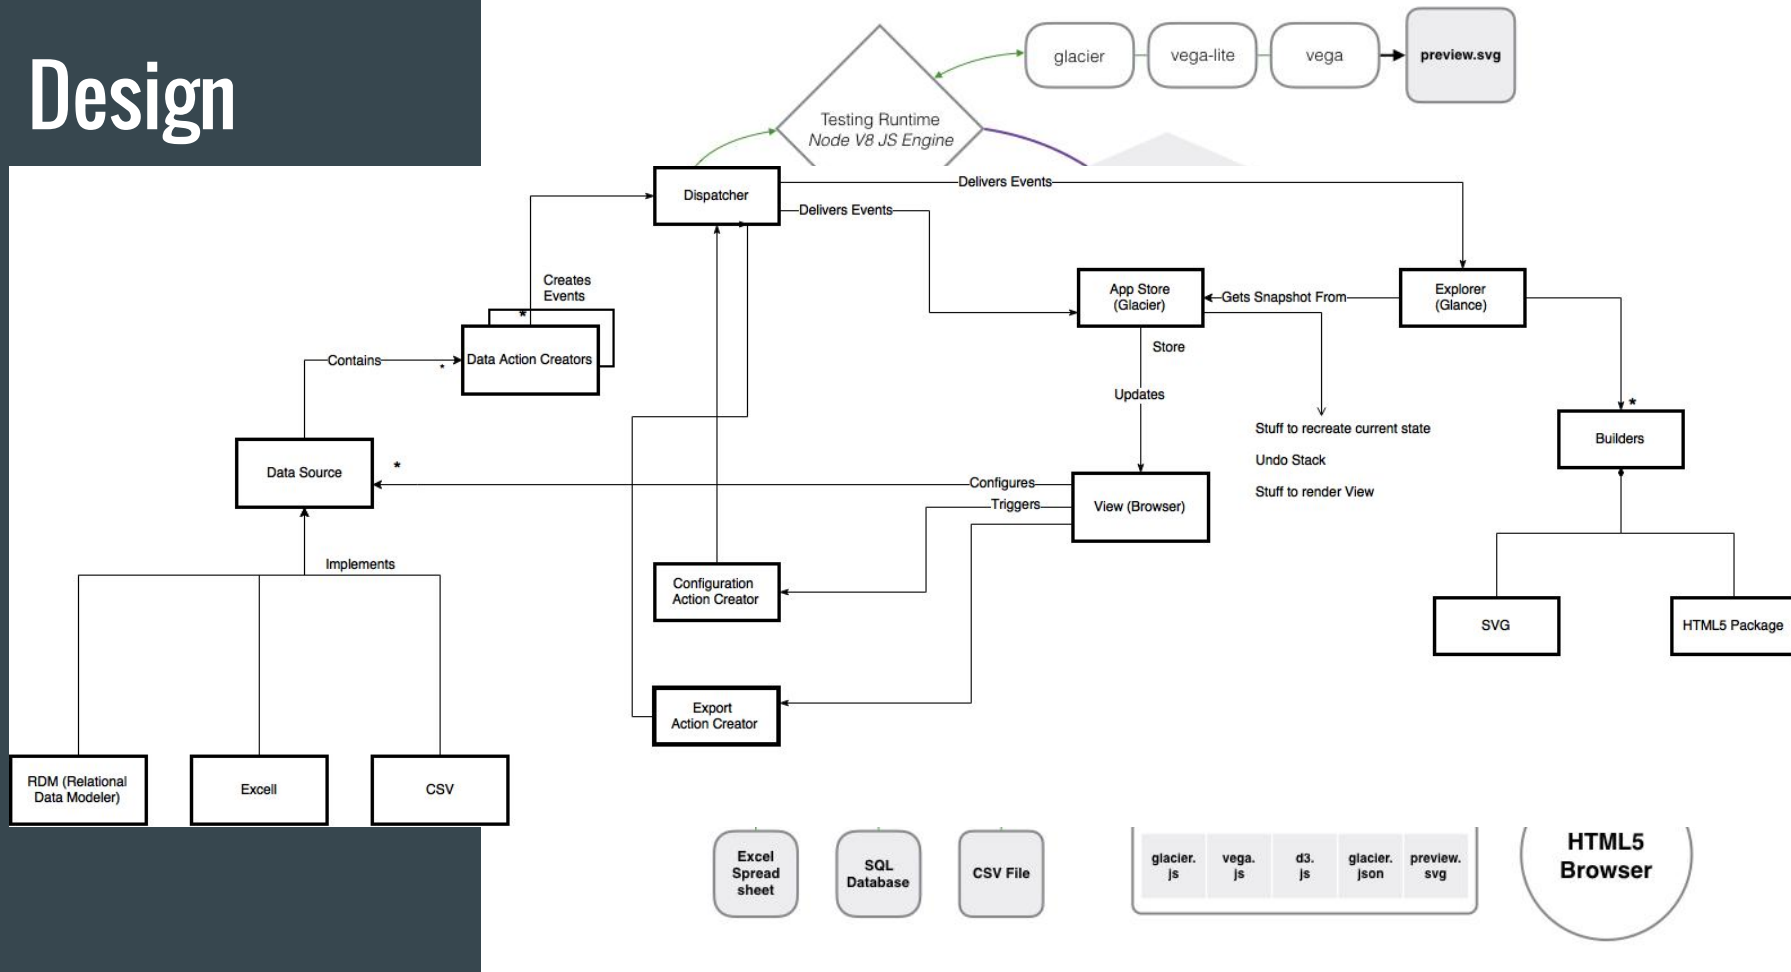 Design
glacier
vega-lite
vega
preview.svg
Testing Runtime
Node V8 JS Engine
Dispatcher
Delivers Events
Delivers Events
Creates
Events
*
Data Action Creators
Contains
*
App Store
(Glacier)
Gets Snapshot From
Explorer
(Glance)
Store
Updates
Stuff to recreate current state
Undo Stack
Stuff to render View
*
Builders
Data Source
*
Configures
Triggers
View (Browser)
Implements
Configuration
Action Creator
SVG
HTML5 Package
Export
Action Creator
RDM (Relational
Data Modeler)
Excell
CSV
Excel
Spread
sheet
SQL
Database
CSV File
glacier.
js
vega.
js
d3.
js
glacier.
json
preview.
svg
HTML5
Browser